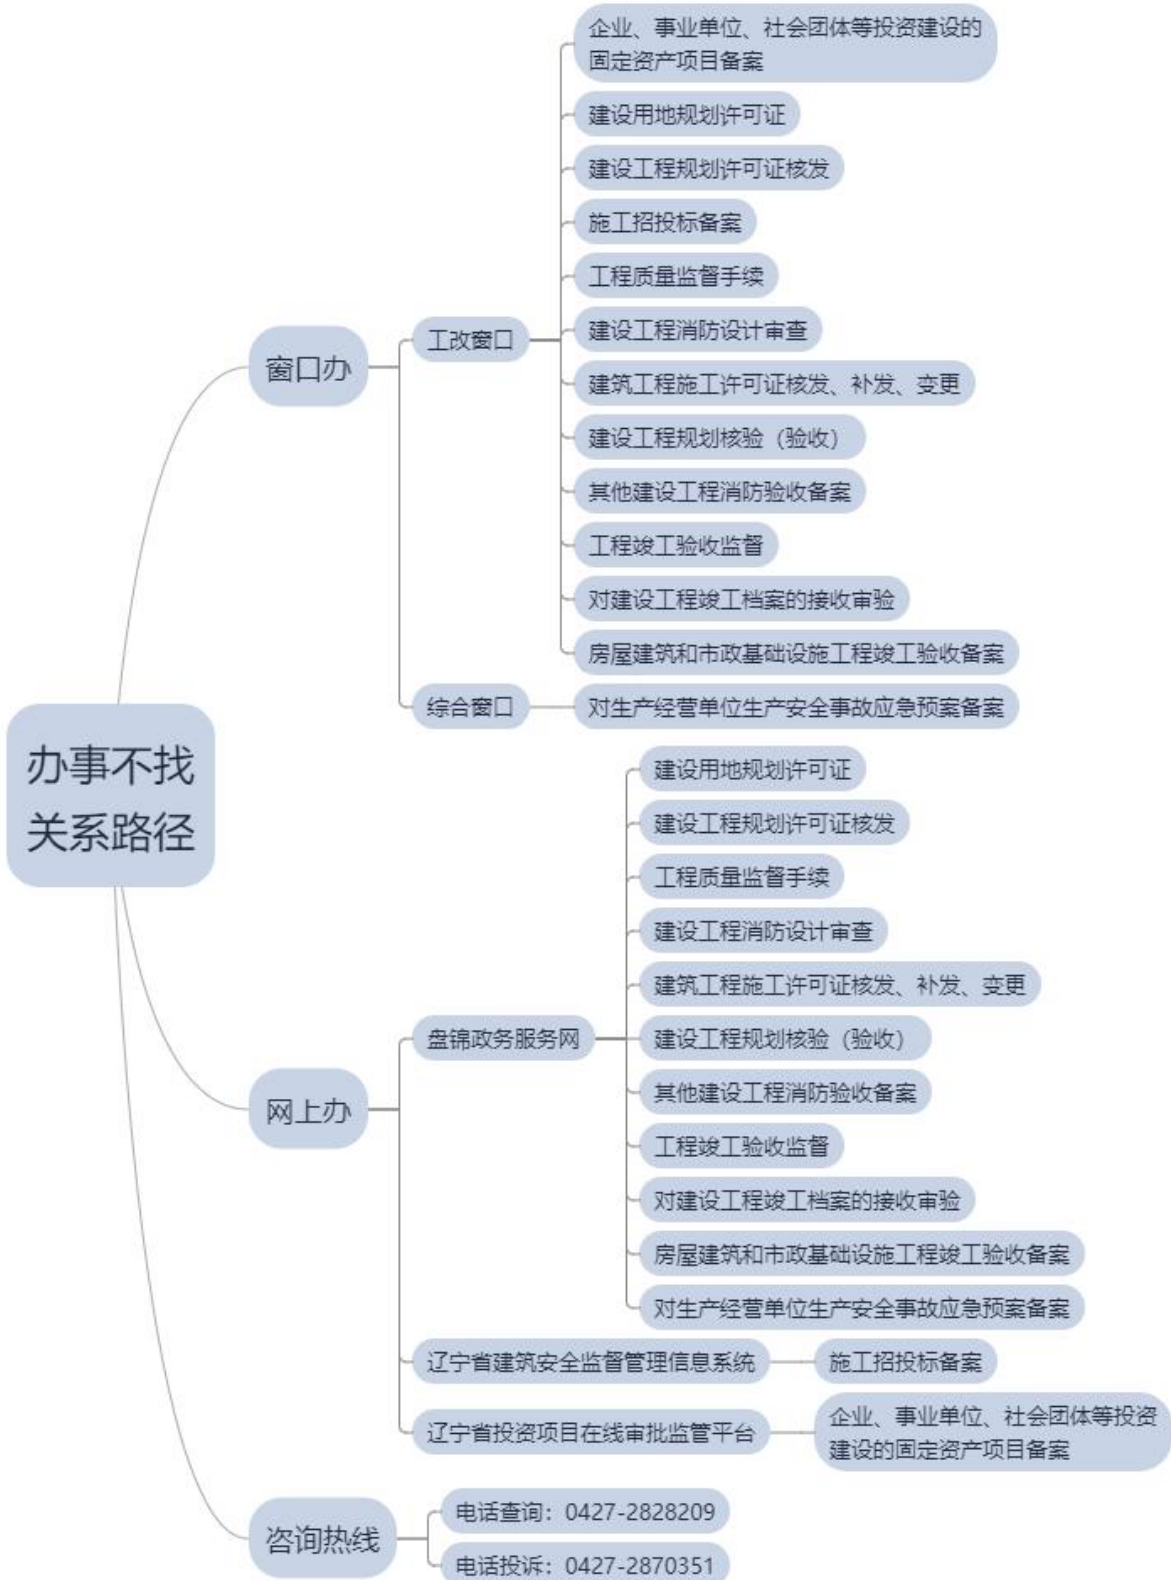 办事不找
关系路径
窗口办
工改窗口
企业、事业单位、社会团体等投资建设的
固定资产项目备案
建设用地规划许可证
建设工程规划许可证核发
施工招投标备案
工程质量监督手续
建设工程消防设计审查
建筑工程施工许可证核发、补发、变更
建设工程规划核验（验收）
其他建设工程消防验收备案
工程竣工验收监督
对建设工程竣工档案的接收审验
房屋建筑和市政基础设施工程竣工验收备案
综合窗口
对生产经营单位生产安全事故应急预案备案
网上办
盘锦政务服务网
建设用地规划许可证
建设工程规划许可证核发
工程质量监督手续
建设工程消防设计审查
建筑工程施工许可证核发、补发、变更
建设工程规划核验（验收）
其他建设工程消防验收备案
工程竣工验收监督
对建设工程竣工档案的接收审验
房屋建筑和市政基础设施工程竣工验收备案
对生产经营单位生产安全事故应急预案备案
辽宁省建筑安全监督管理信息系统
施工招投标备案
辽宁省投资项目在线审批监管平台
企业、事业单位、社会团体等投资
建设的固定资产项目备案
咨询热线
电话查询：0427-2828209
电话投诉：0427-2870351